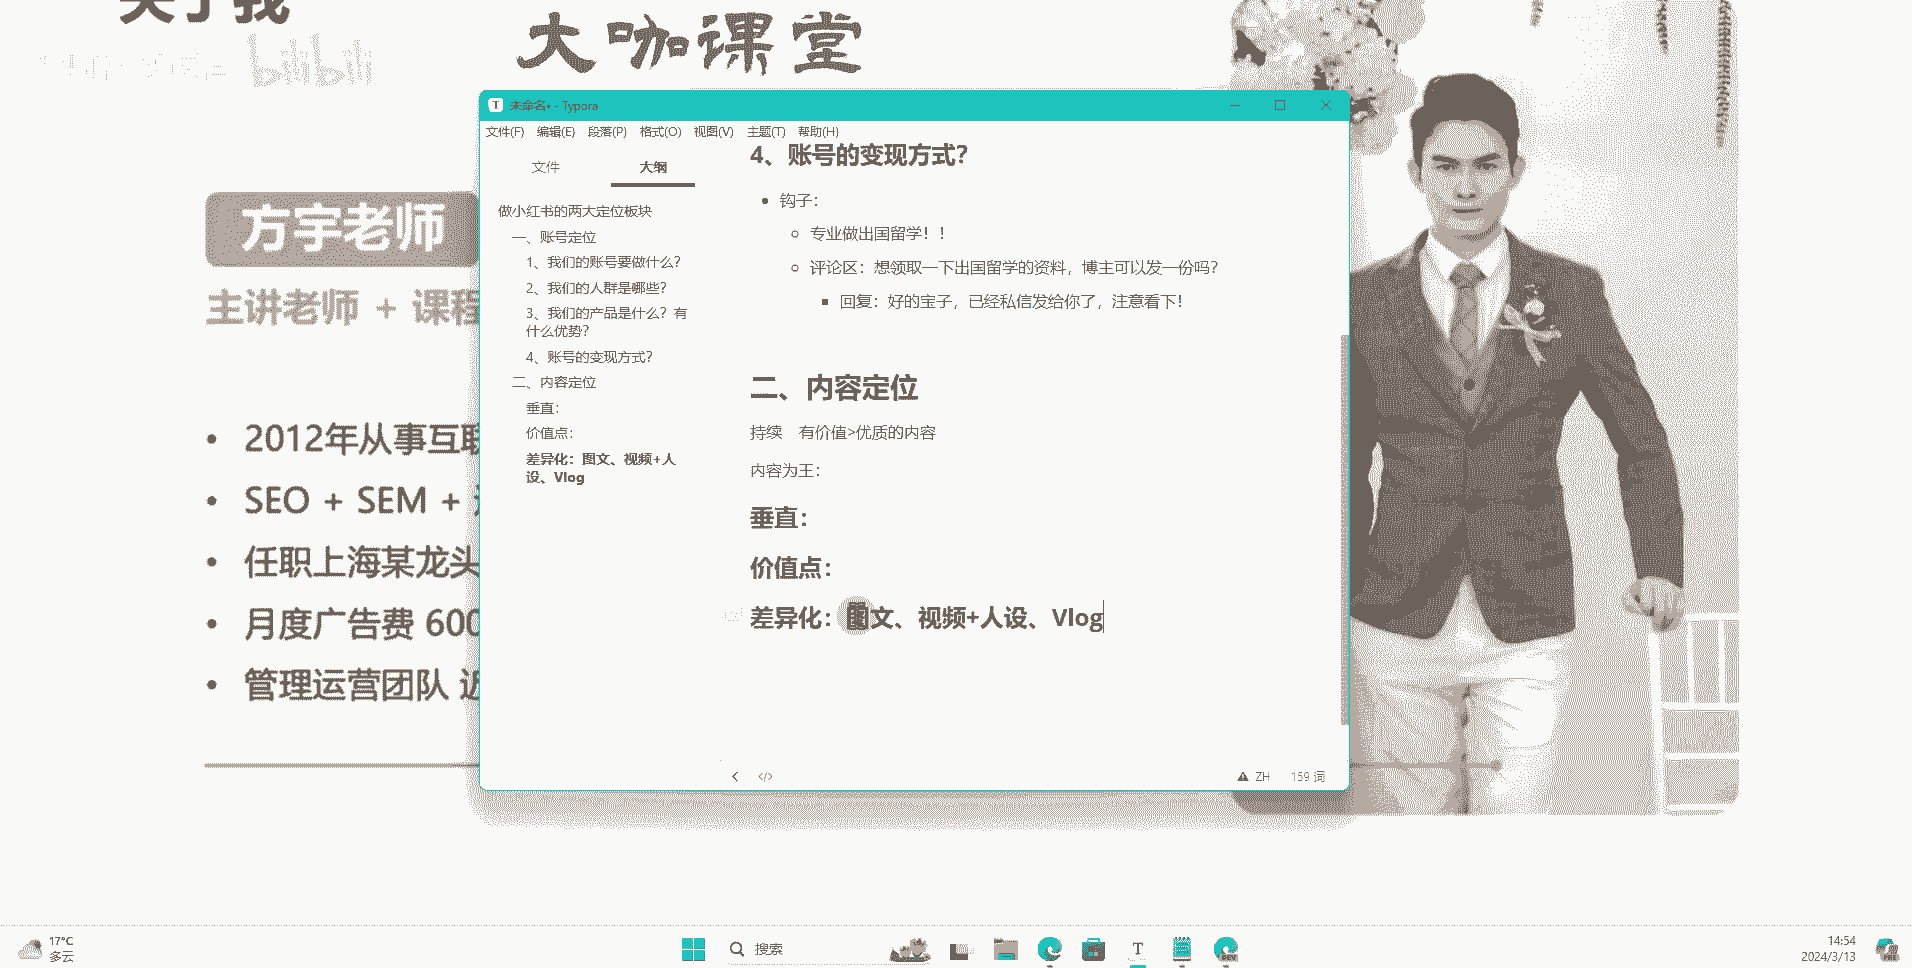 关于我
bilibili
大咖课堂
方宇老师
主讲老师 + 课程
2012年从事互联
SEO + SEM +
任职上海某龙头
月度广告费 600
管理运营团队 近
未命名• - Typora
文件(F) 编辑(E) 段落(P) 格式(O) 视图(V) 主题(T) 帮助(H)
文件 大纲
做小红书的两大定位板块
一、账号定位
1、我们的账号要做什么?
2、我们的人群是哪些?
3、我们的产品是什么? 有
什么优势?
4、账号的变现方式?
二、内容定位
垂直:
价值点:
差异化: 图文、视频+人
设、Vlog
4、账号的变现方式?
钩子:
专业做出国留学! !
评论区: 想领取一下出国留学的资料, 博主可以发一份吗?
回复: 好的宝子, 已经私信发给你了, 注意看下!
二、内容定位
持续 有价值>优质的内容
内容为王:
垂直:
价值点:
差异化: 图文、视频+人设、Vlog
</> ZH 159 词
17°C
多云
搜索
DEV
14:54
2024/3/13
PRE